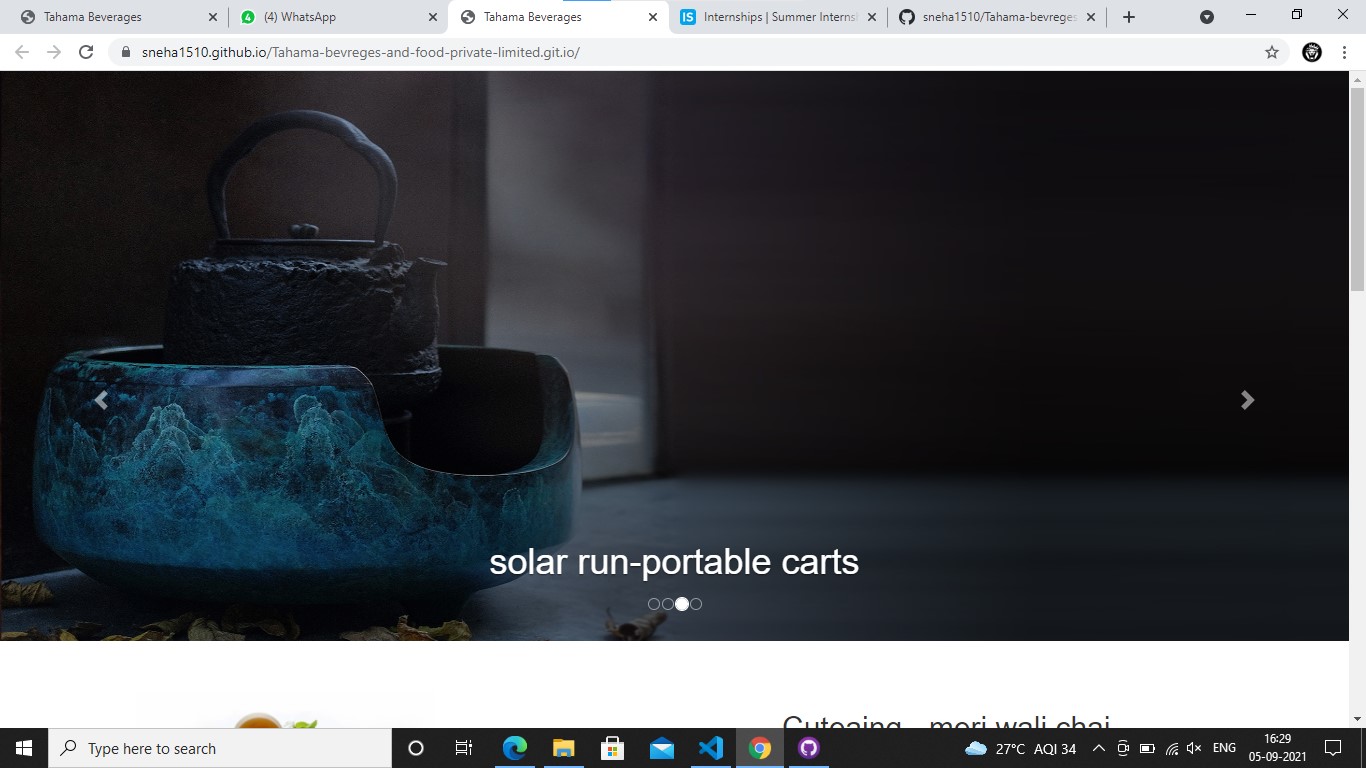 Tahama Beverages
(4) WhatsApp
Tahama Beverages
Internships | Summer Interns
sneha1510/Tahama-bevreges
sneha1510.github.io/Tahama-bevreges-and-food-private-limited.git.io/
solar run-portable carts
Guteaing - meri wali chai
Type here to search
27°C AQI 34
ENG
16:29
05-09-2021